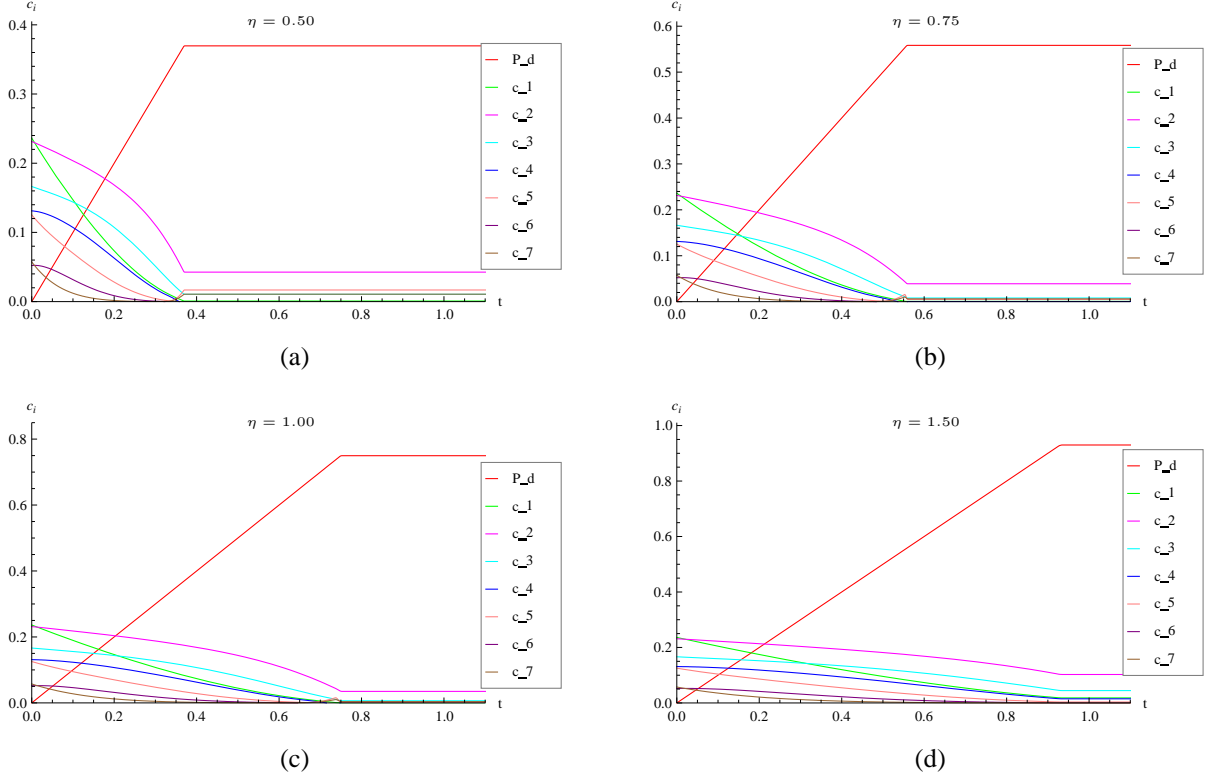 c_i
η = 0.50
0.4
0.3
0.2
0.1
0.0
0.0 0.2 0.4 0.6 0.8 1.0 t
P_d
c_1
c_2
c_3
c_4
c_5
c_6
c_7
(a)
c_i
η = 0.75
0.6
0.5
0.4
0.3
0.2
0.1
0.0
0.0 0.2 0.4 0.6 0.8 1.0 t
P_d
c_1
c_2
c_3
c_4
c_5
c_6
c_7
(b)
c_i
η = 1.00
0.8
0.6
0.4
0.2
0.0
0.0 0.2 0.4 0.6 0.8 1.0 t
P_d
c_1
c_2
c_3
c_4
c_5
c_6
c_7
(c)
c_i
η = 1.50
1.0
0.8
0.6
0.4
0.2
0.0
0.0 0.2 0.4 0.6 0.8 1.0 t
P_d
c_1
c_2
c_3
c_4
c_5
c_6
c_7
(d)